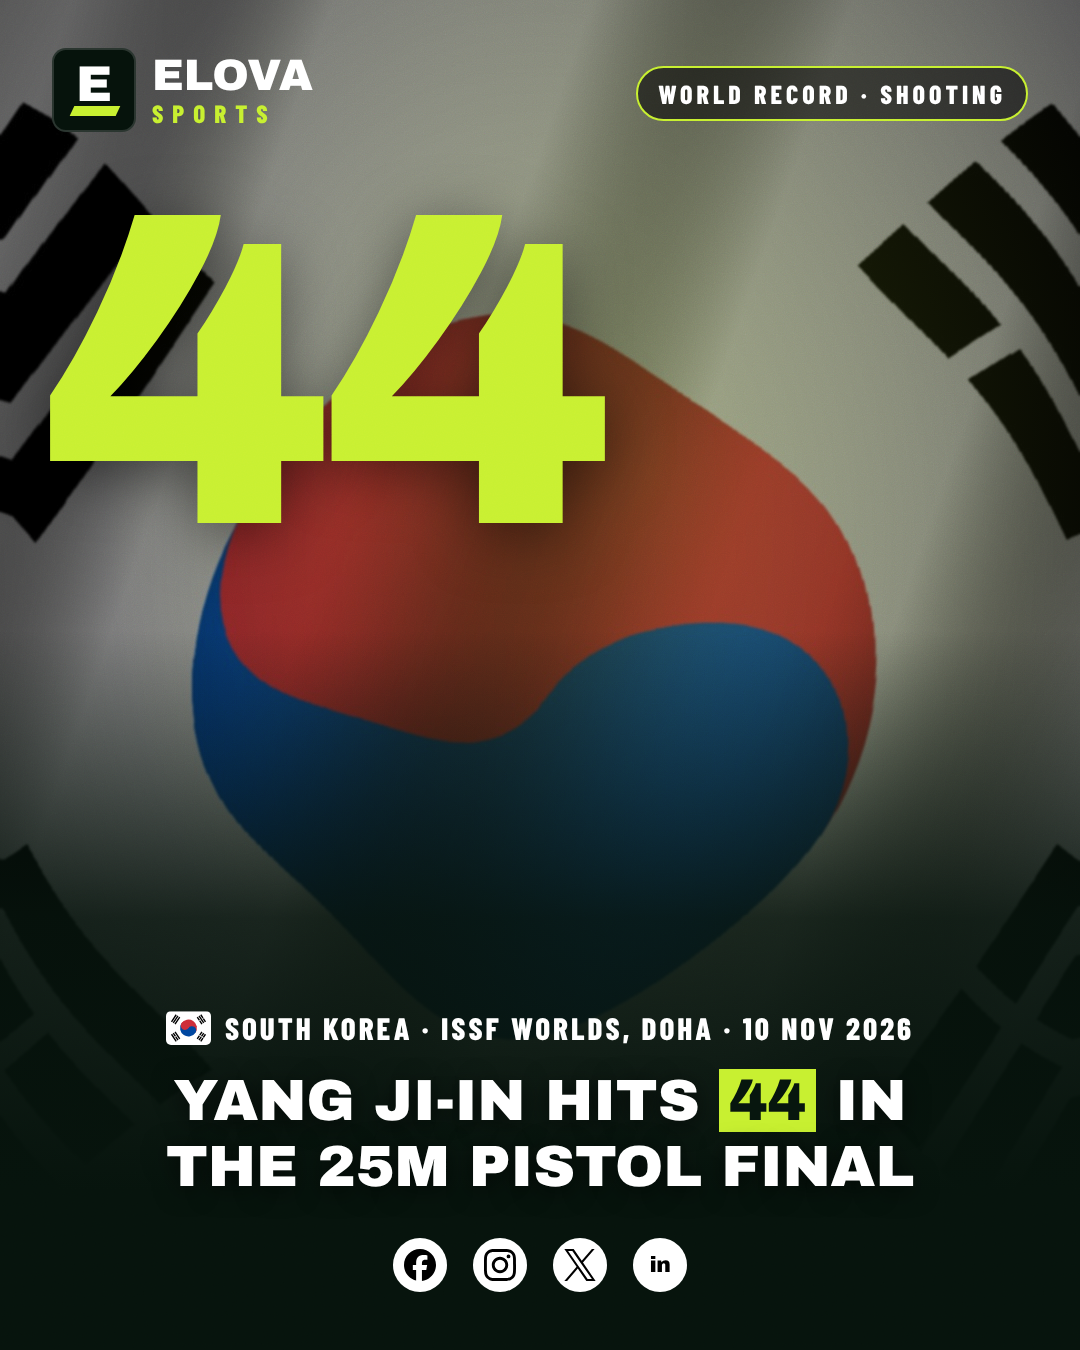 E
ELOVA
SPORTS
WORLD RECORD · SHOOTING
44
SOUTH KOREA · ISSF WORLDS, DOHA · 10 NOV 2026
YANG JI-IN HITS 44 IN
THE 25M PISTOL FINAL
in